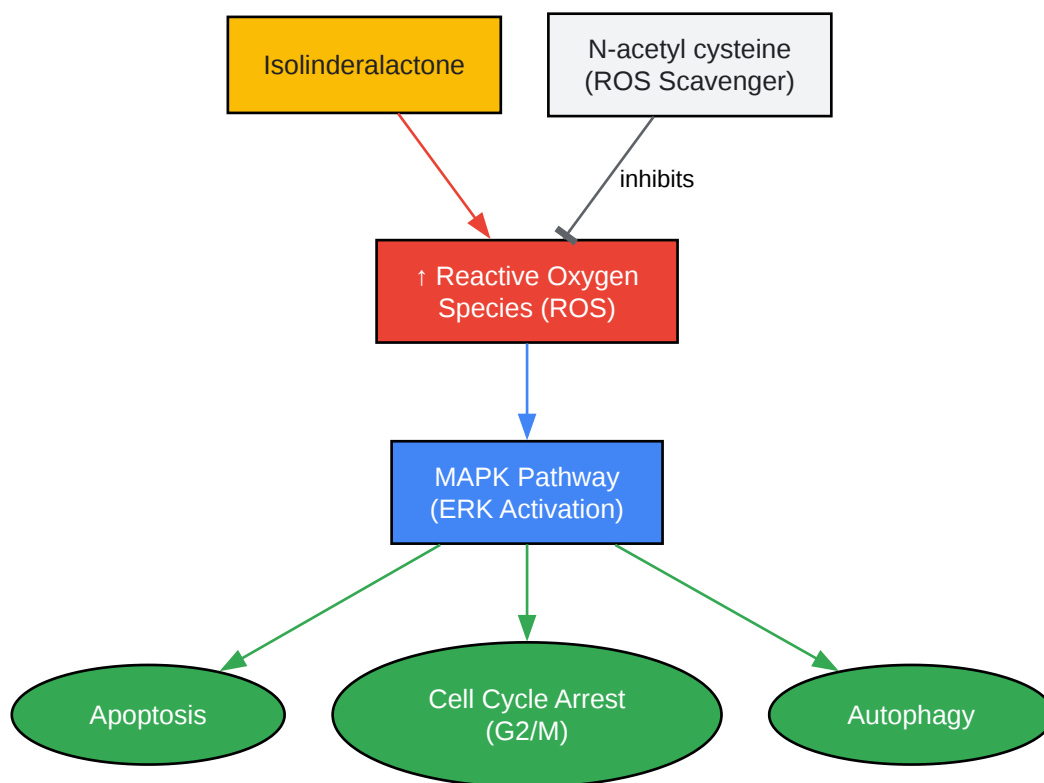 Isolinderalactone
N-acetyl cysteine
(ROS Scavenger)
inhibits
↑ Reactive Oxygen
Species (ROS)
MAPK Pathway
(ERK Activation)
Apoptosis
Cell Cycle Arrest
(G2/M)
Autophagy